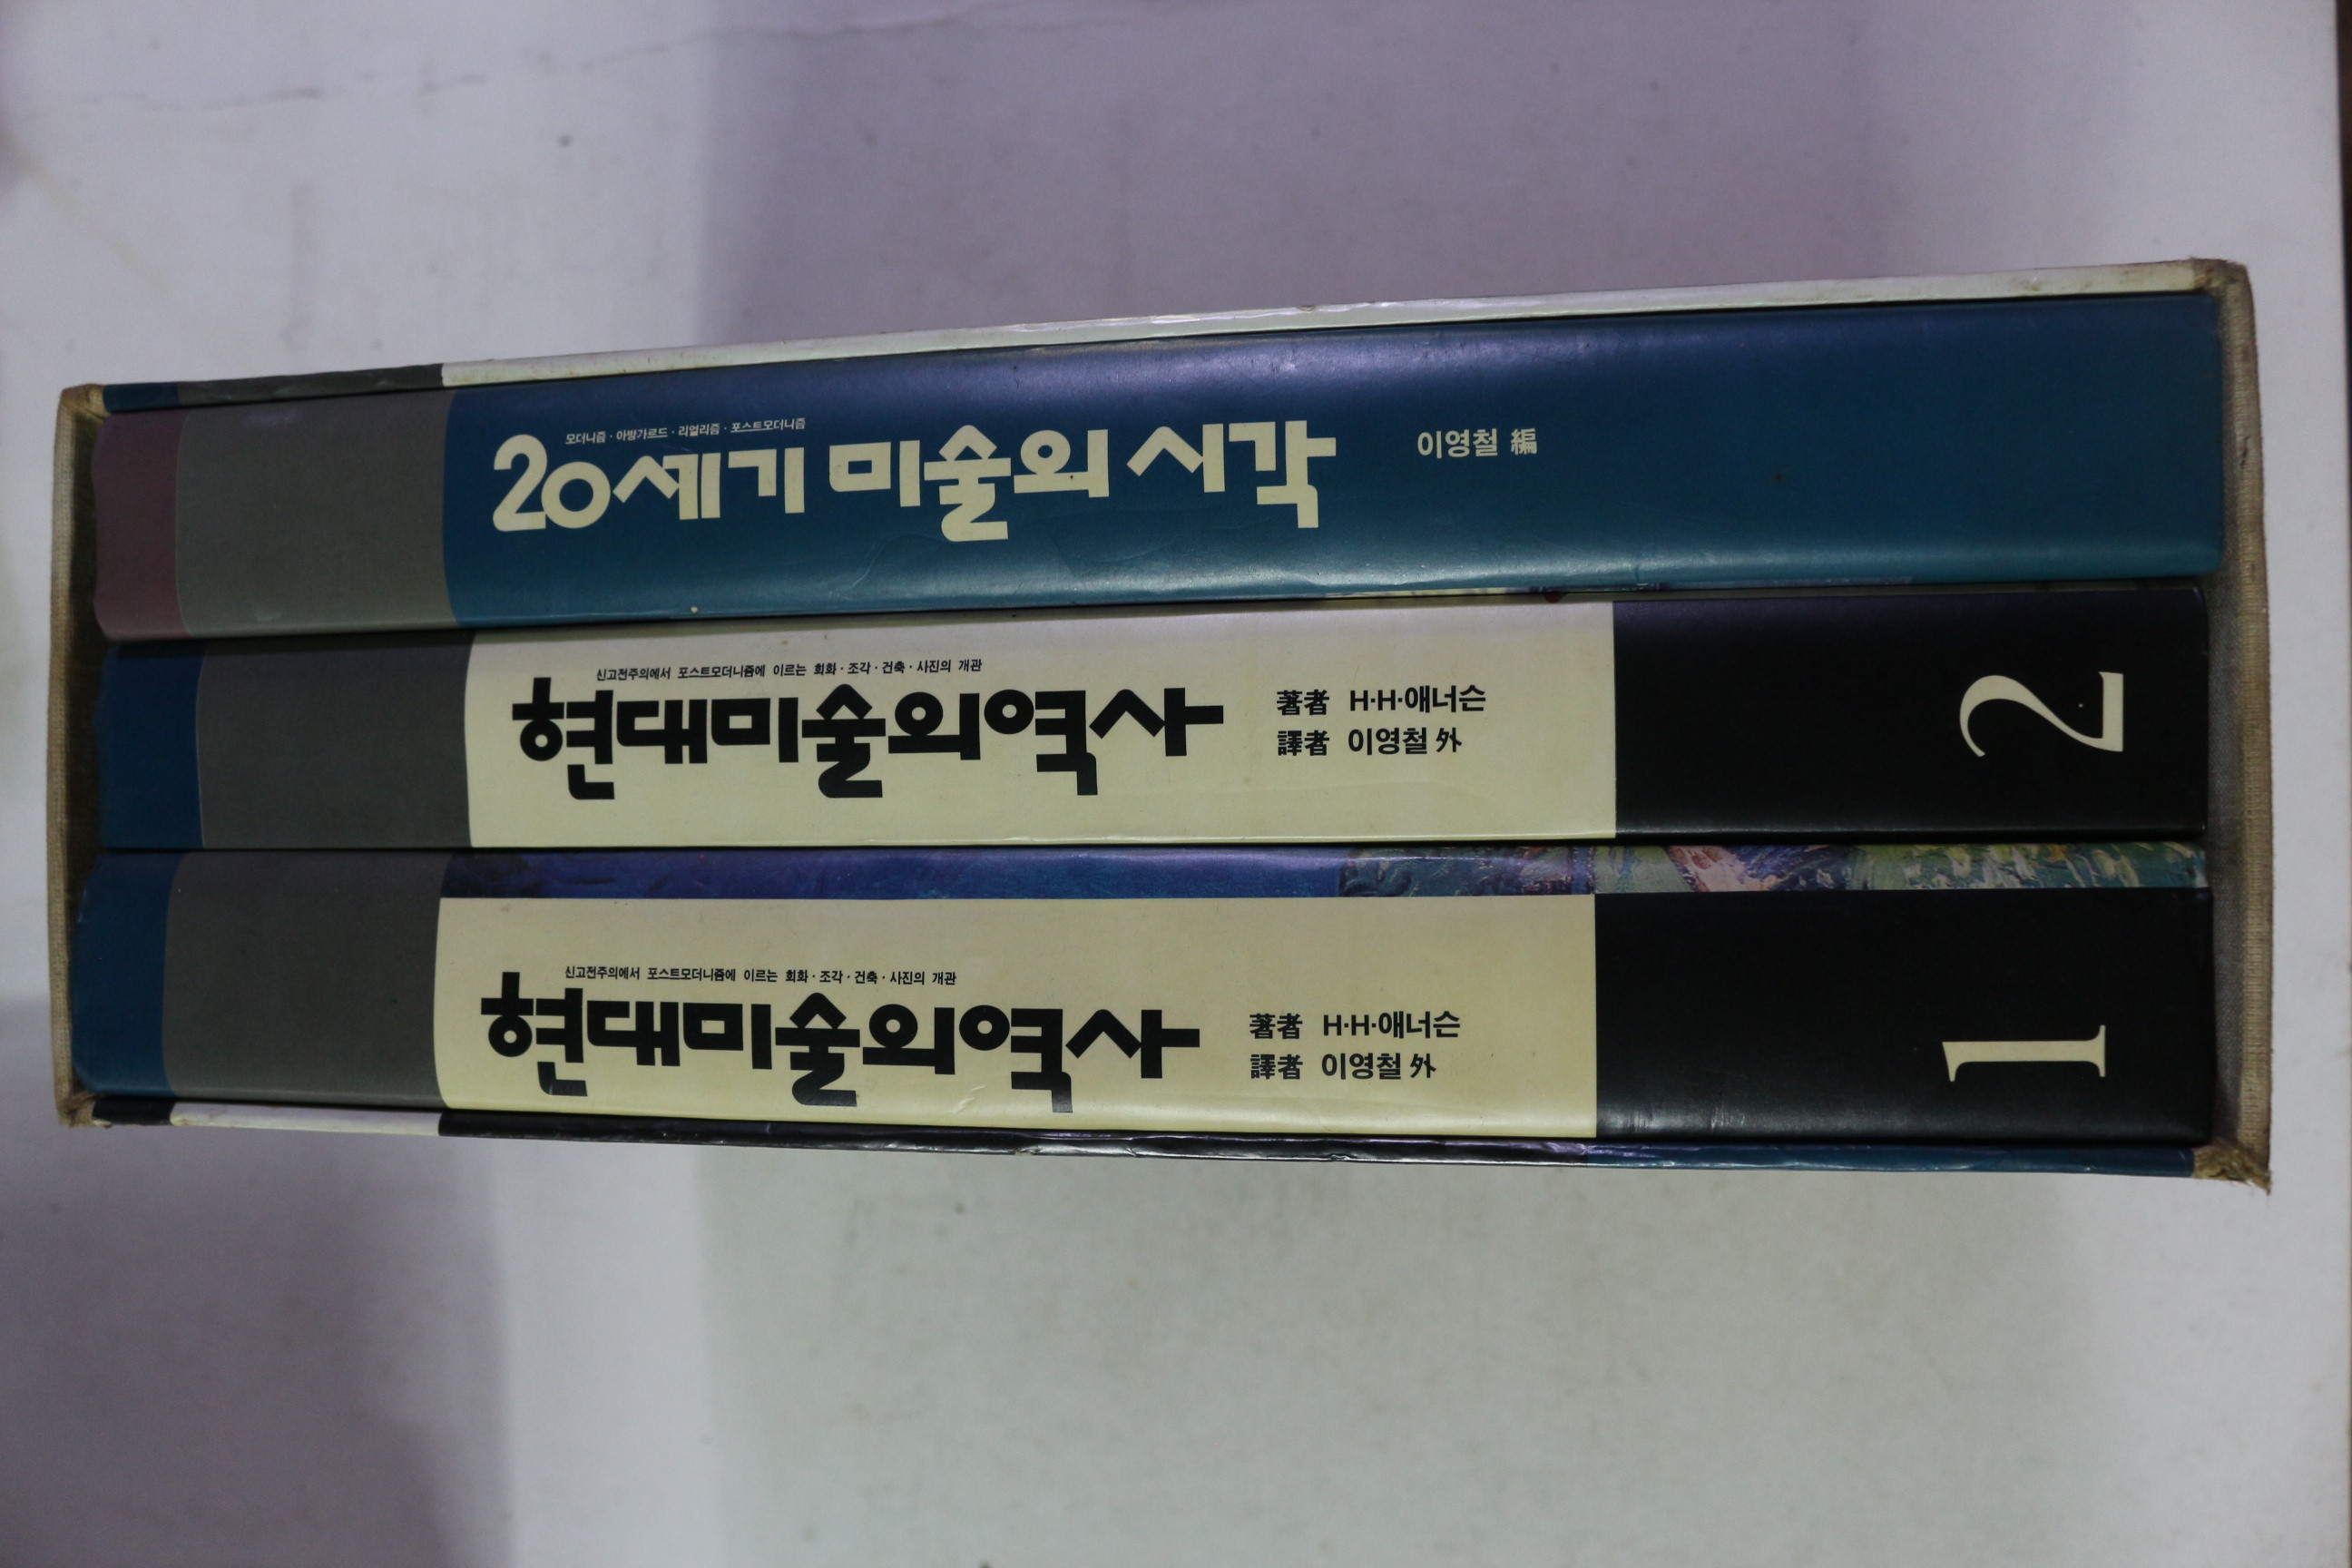 모더니즘·아방가르드·리얼리즘·포스트모더니즘
20세기 미술의 시각
이영철 編
신고전주의에서 포스트모더니즘에 이르는 회화·조각·건축·사진의 개관
현대미술의역사
著者 H·H·애너슨
譯者 이영철 外
2
신고전주의에서 포스트모더니즘에 이르는 회화·조각·건축·사진의 개관
현대미술의역사
著者 H·H·애너슨
譯者 이영철 外
1